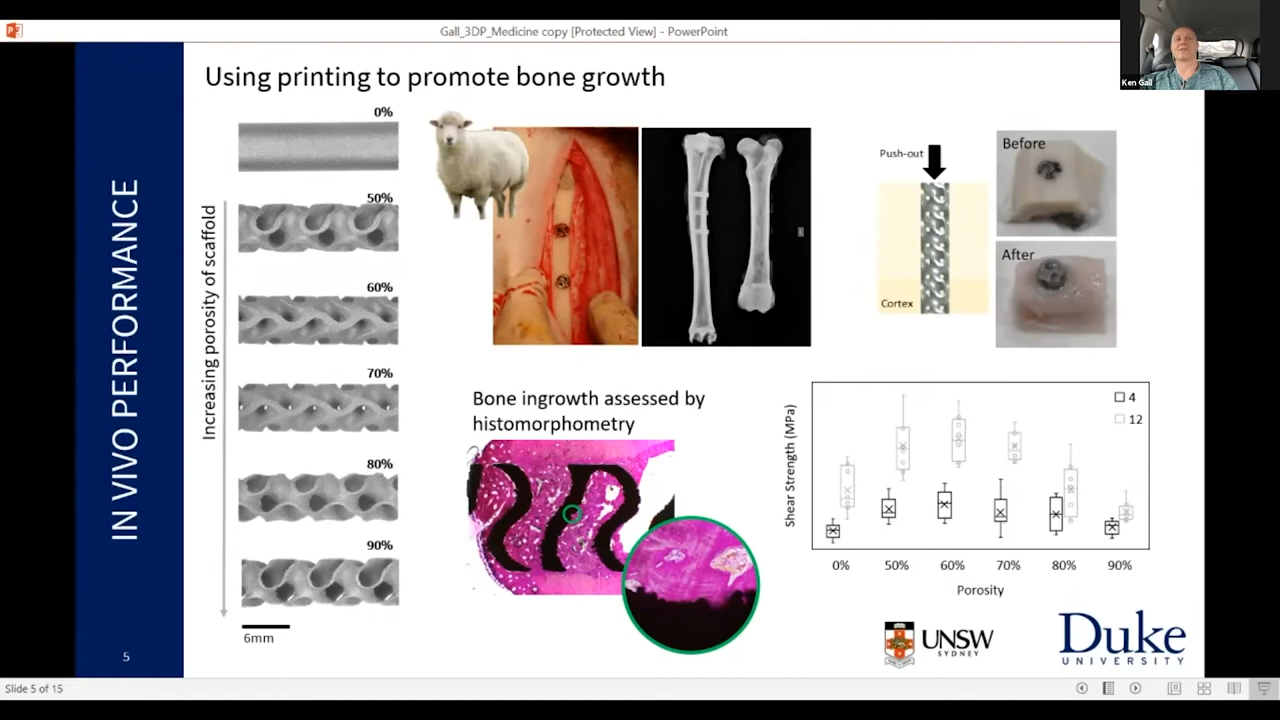 Gall_3DP_Medicine copy [Protected View] - PowerPoint
Ken Gall
IN VIVO PERFORMANCE
5
Using printing to promote bone growth
Increasing porosity of scaffold
0%
50%
60%
70%
80%
90%
6mm
Push-out
Cortex
Before
After
Bone ingrowth assessed by
histomorphometry
Shear Strength (MPa)
4
12
0%
50%
60%
70%
80%
90%
Porosity
UNSW
SYDNEY
Duke
UNIVERSITY
Slide 5 of 15